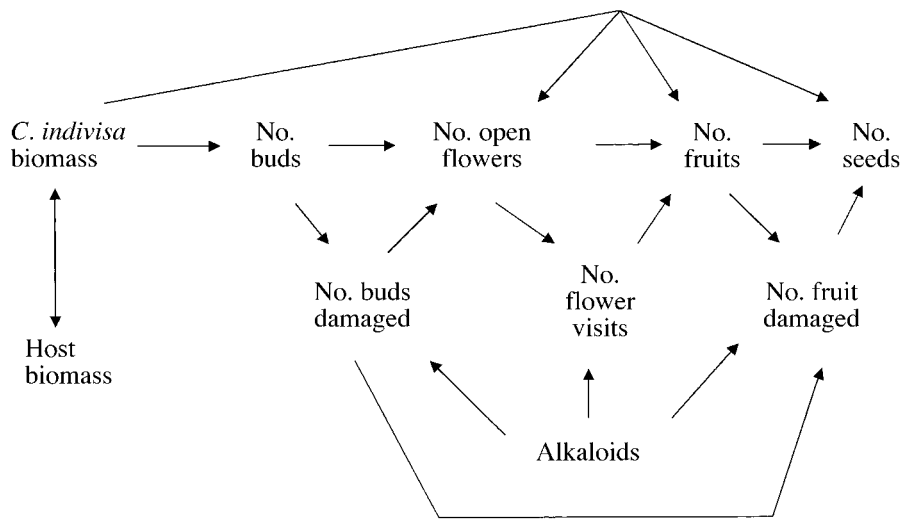 C. indivisa
biomass
No.
buds
No. open
flowers
No.
fruits
No.
seeds
No. buds
damaged
No.
flower
visits
No. fruit
damaged
Host
biomass
Alkaloids